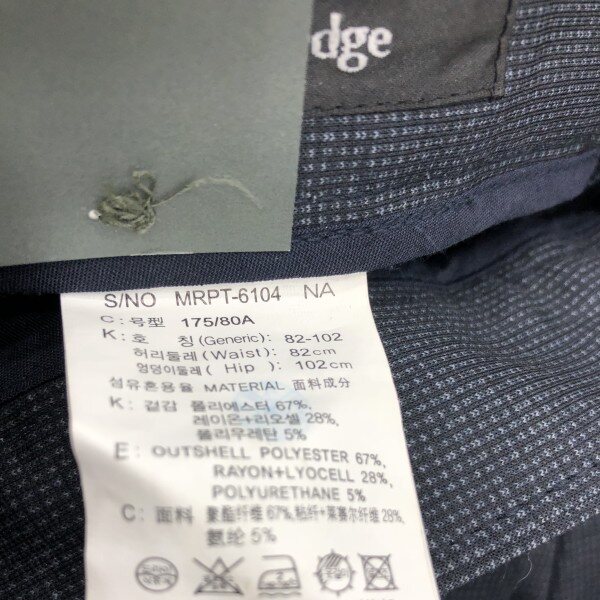 dge
S/NO MRPT-6104 NA
C: 号型 175/80A
K: 호 칭 (Generic): 82-102
허리둘레 (Waist): 82cm
엉덩이둘레 ( Hip ): 102cm
섬유혼용율 MATERIAL 面料成分
K: 겉감 폴리에스터 67%,
레이온+리오셀 28%,
폴리우레탄 5%
E: OUTSHELL POLYESTER 67%,
RAYON+LYOCELL 28%,
POLYURETHANE 5%
C: 面料 聚酯纤维 67%, 粘纤+莱赛尔纤维 28%,
氨纶 5%